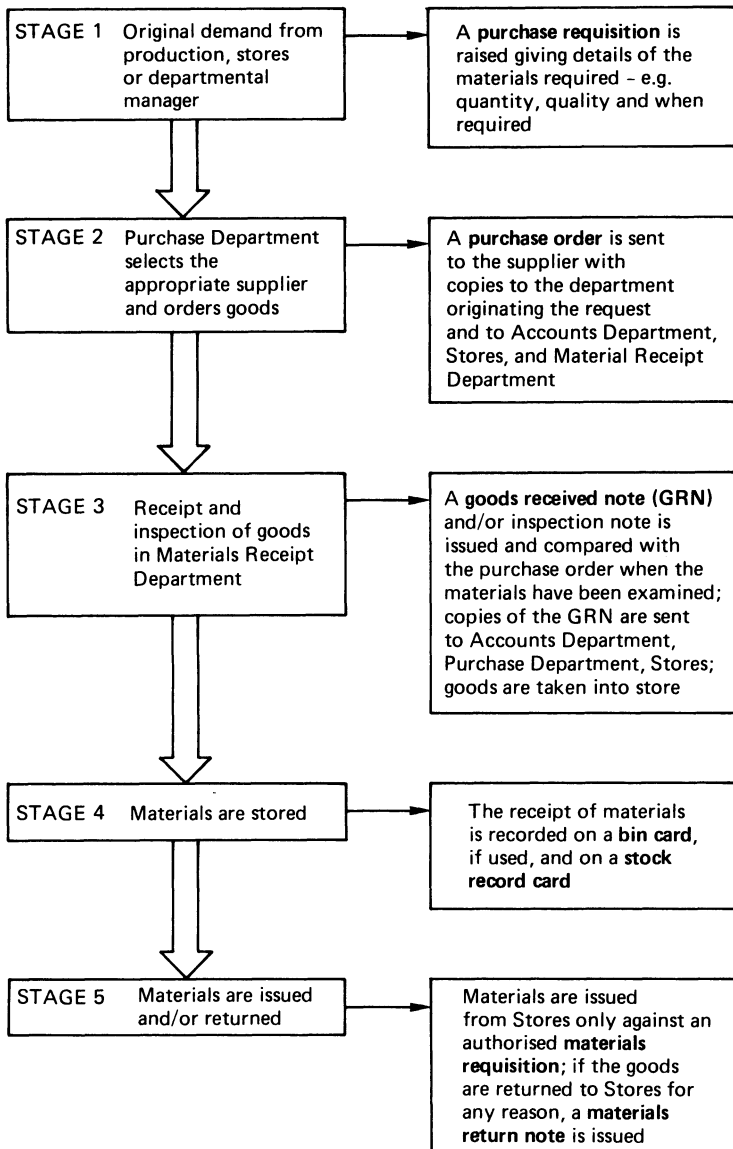 STAGE 1 Original demand from
production, stores
or departmental
manager
A purchase requisition is
raised giving details of the
materials required – e.g.
quantity, quality and when
required
STAGE 2 Purchase Department
selects the
appropriate supplier
and orders goods
A purchase order is sent
to the supplier with
copies to the department
originating the request
and to Accounts Department,
Stores, and Material Receipt
Department
STAGE 3 Receipt and
inspection of goods
in Materials Receipt
Department
A goods received note (GRN)
and/or inspection note is
issued and compared with
the purchase order when the
materials have been examined;
copies of the GRN are sent
to Accounts Department,
Purchase Department, Stores;
goods are taken into store
STAGE 4 Materials are stored
The receipt of materials
is recorded on a bin card,
if used, and on a stock
record card
STAGE 5 Materials are issued
and/or returned
Materials are issued
from Stores only against an
authorised materials
requisition; if the goods
are returned to Stores for
any reason, a materials
return note is issued